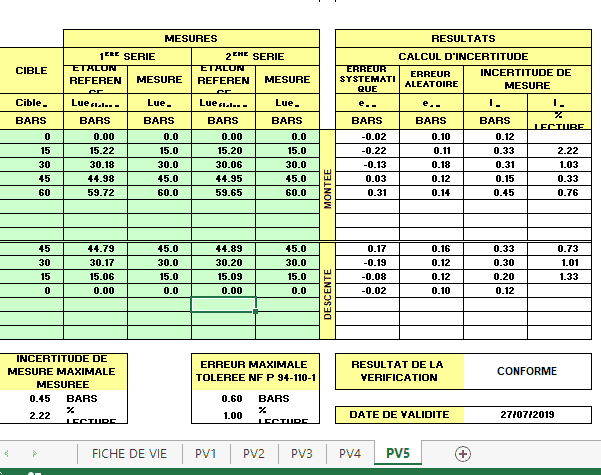 MESURES RESULTATS
CIBLE 1ERE SERIE 2EME SERIE CALCUL D'INCERTITUDE
ETALON REFEREN MESURE ETALON REFEREN MESURE ERREUR SYSTEMATI QUE ERREUR ALEATOIRE INCERTITUDE DE MESURE
Cible Lue Lue Lue Lue e e I I
BARS BARS BARS BARS BARS BARS BARS BARS % LECTURE
0 0.00 0.0 0.00 0.0 -0.02 0.10 0.12
15 15.22 15.0 15.20 15.0 -0.22 0.11 0.33 2.22
30 30.18 30.0 30.06 30.0 -0.13 0.18 0.31 1.03
45 44.98 45.0 44.95 45.0 0.03 0.12 0.15 0.33
60 59.72 60.0 59.65 60.0 0.31 0.14 0.45 0.76
MONTEE
45 44.79 45.0 44.89 45.0 0.17 0.16 0.33 0.73
30 30.17 30.0 30.20 30.0 -0.19 0.12 0.30 1.01
15 15.06 15.0 15.09 15.0 -0.08 0.12 0.20 1.33
0 0.00 0.0 0.00 0.0 -0.02 0.10 0.12
DESCENTE
INCERTITUDE DE
MESURE MAXIMALE
MESUREE
0.45 BARS
2.22 % LECTURE
ERREUR MAXIMALE
TOLEREE NF P 94-110-1
0.60 BARS
1.00 % LECTURE
RESULTAT DE LA
VERIFICATION
CONFORME
DATE DE VALIDITE 27/07/2019
FICHE DE VIE PV1 PV2 PV3 PV4 PV5